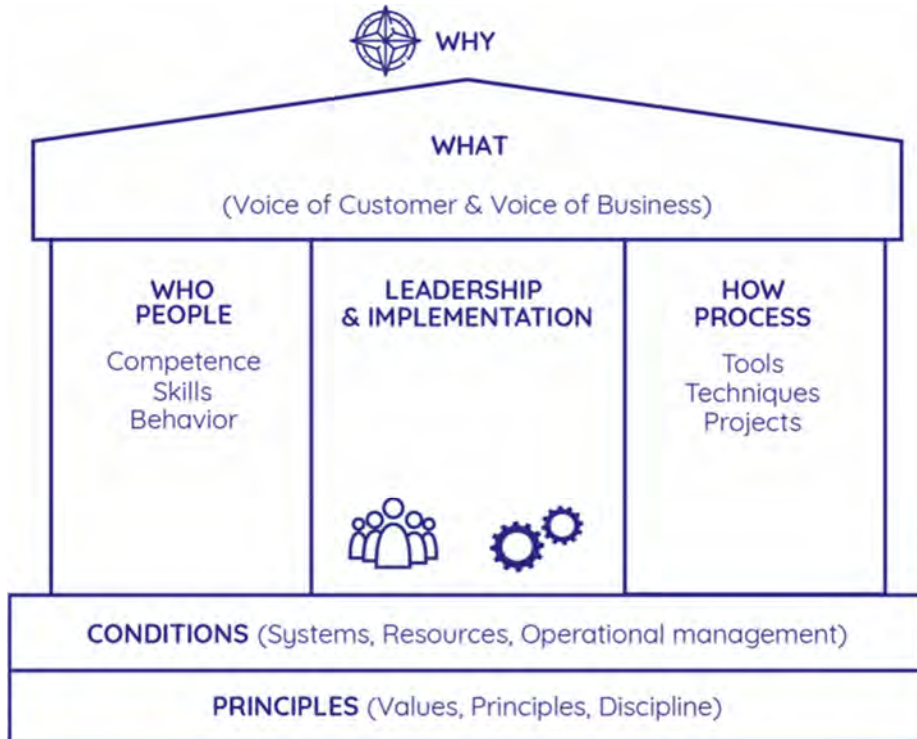 WHY
WHAT
(Voice of Customer & Voice of Business)
WHO
PEOPLE
Competence
Skills
Behavior
LEADERSHIP
& IMPLEMENTATION
HOW
PROCESS
Tools
Techniques
Projects
CONDITIONS (Systems, Resources, Operational management)
PRINCIPLES (Values, Principles, Discipline)